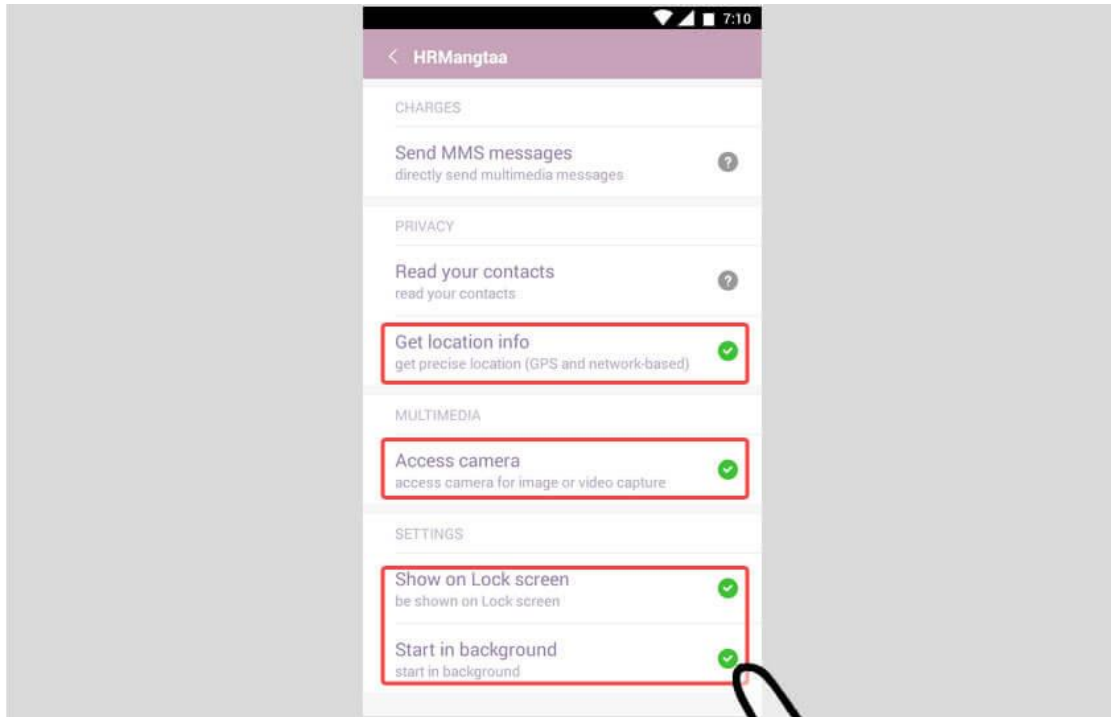 7:10
HRMangtaa
CHARGES
Send MMS messages
directly send multimedia messages
PRIVACY
Read your contacts
read your contacts
Get location info
get precise location (GPS and network-based)
MULTIMEDIA
Access camera
access camera for image or video capture
SETTINGS
Show on Lock screen
be shown on Lock screen
Start in background
start in background